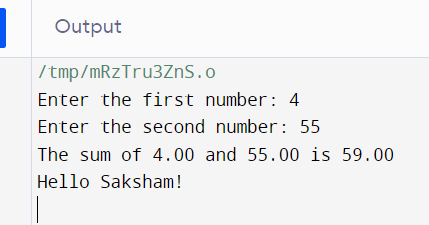 Output
/tmp/mRzTru3ZnS.o
Enter the first number: 4
Enter the second number: 55
The sum of 4.00 and 55.00 is 59.00
Hello Saksham!